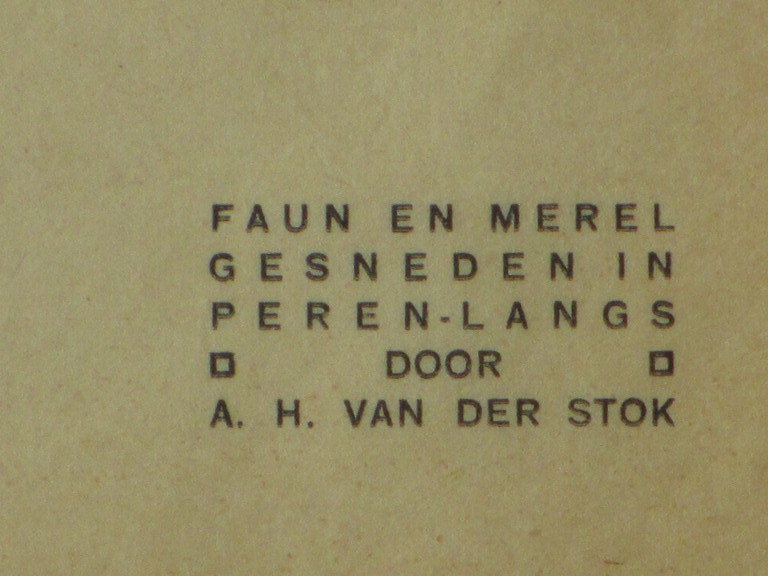 FAUN EN MEREL
GESNEDEN IN
PEREN-LANGS
DOOR
A. H. VAN DER STOK